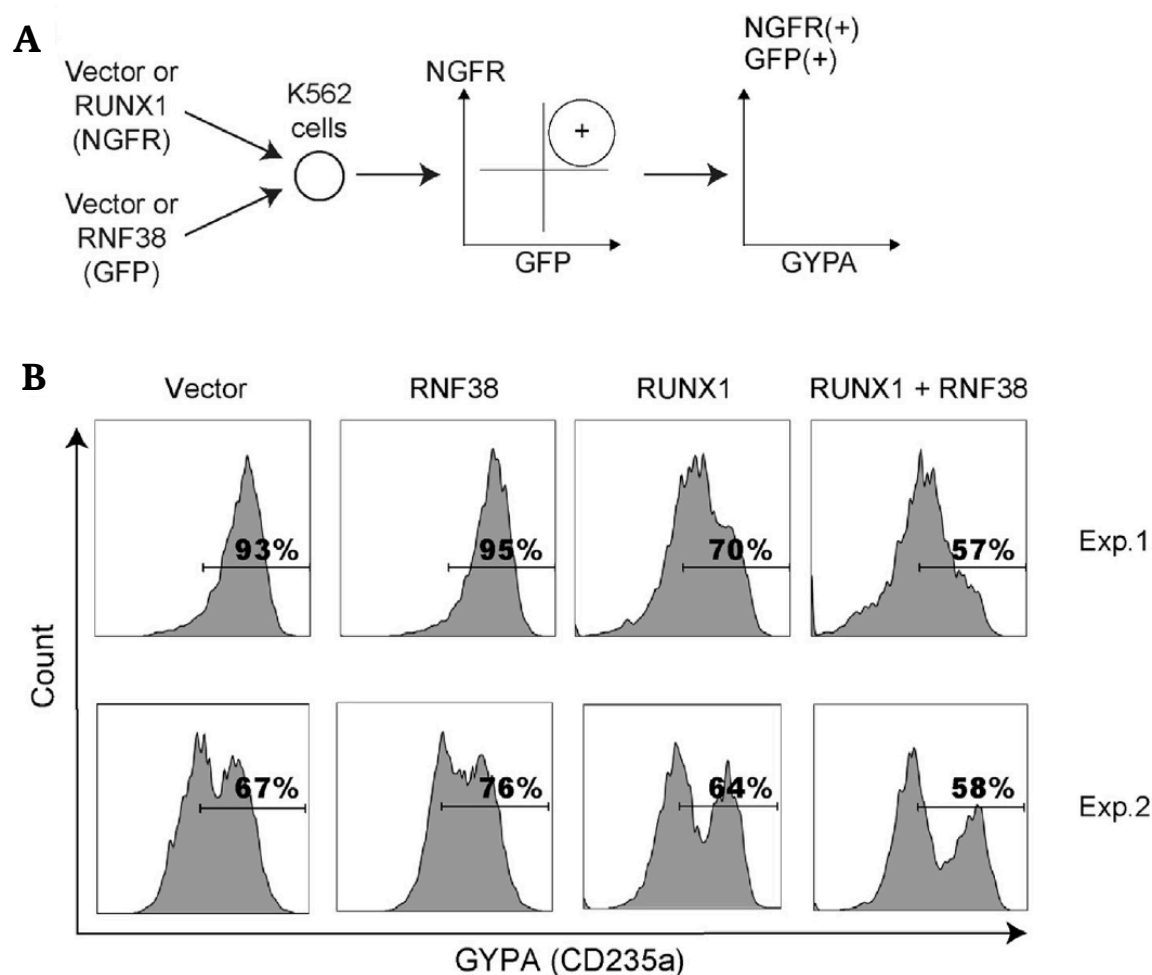 A
Vector or
RUNX1
(NGFR)
Vector or
RNF38
(GFP)
K562
cells
NGFR
+
GFP
NGFR(+)
GFP(+)
GYPA
B
Vector
RNF38
RUNX1
RUNX1 + RNF38
93%
95%
70%
57%
Exp.1
67%
76%
64%
58%
Exp.2
Count
GYPA (CD235a)